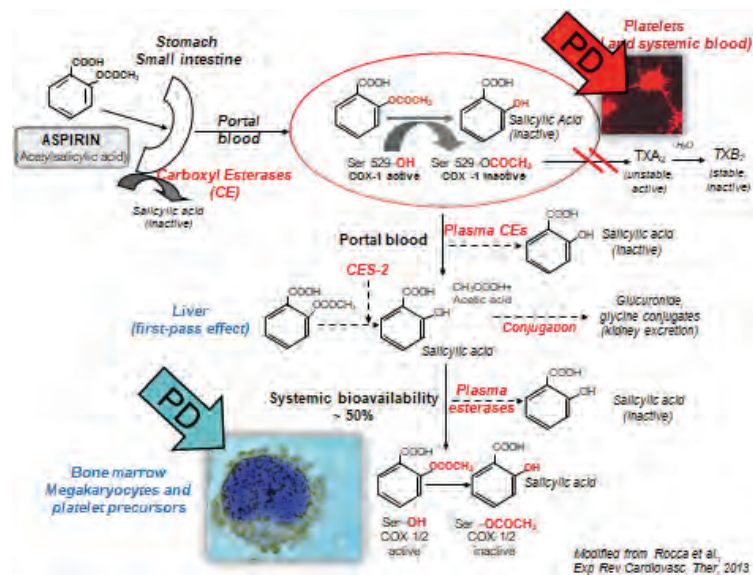 Stomach
Small intestine
COOH
OCOCH3
ASPIRIN
(Acetylsalicylic acid)
Portal
blood
Carboxyl Esterases
(CE)
Salicylic acid
(inactive)
COOH
OCOCH3
COOH
OH
Salicylic Acid
(inactive)
Ser 529-OH
COX-1 active
Ser 529-OCOCH3
COX -1 inactive
PD
Platelets
and systemic blood)
TXA2
(unstable,
active)
H2O
TXB2
(stable,
inactive)
Portal blood
Plasma CEs
COOH
OH
Salicylic acid
(inactive)
CES-2
Liver
(first-pass effect)
COOH
OCOCH3
COOH
OH
Salicylic acid
CH3COOH+
Acetic acid
Conjugation
Glucuronide,
glycine conjugates
(kidney excretion)
Systemic bioavailability
~ 50%
Plasma
esterases
COOH
OH
Salicylic acid
(inactive)
PD
Bone marrow
Megakaryocytes and
platelet precursors
COOH
OCOCH3
COOH
OH
Salicylic acid
Ser -OH
COX 1/2
active
Ser -OCOCH3
COX 1/2
inactive
Modified from Rocca et al.,
Exp Rev Cardiovasc Ther, 2013